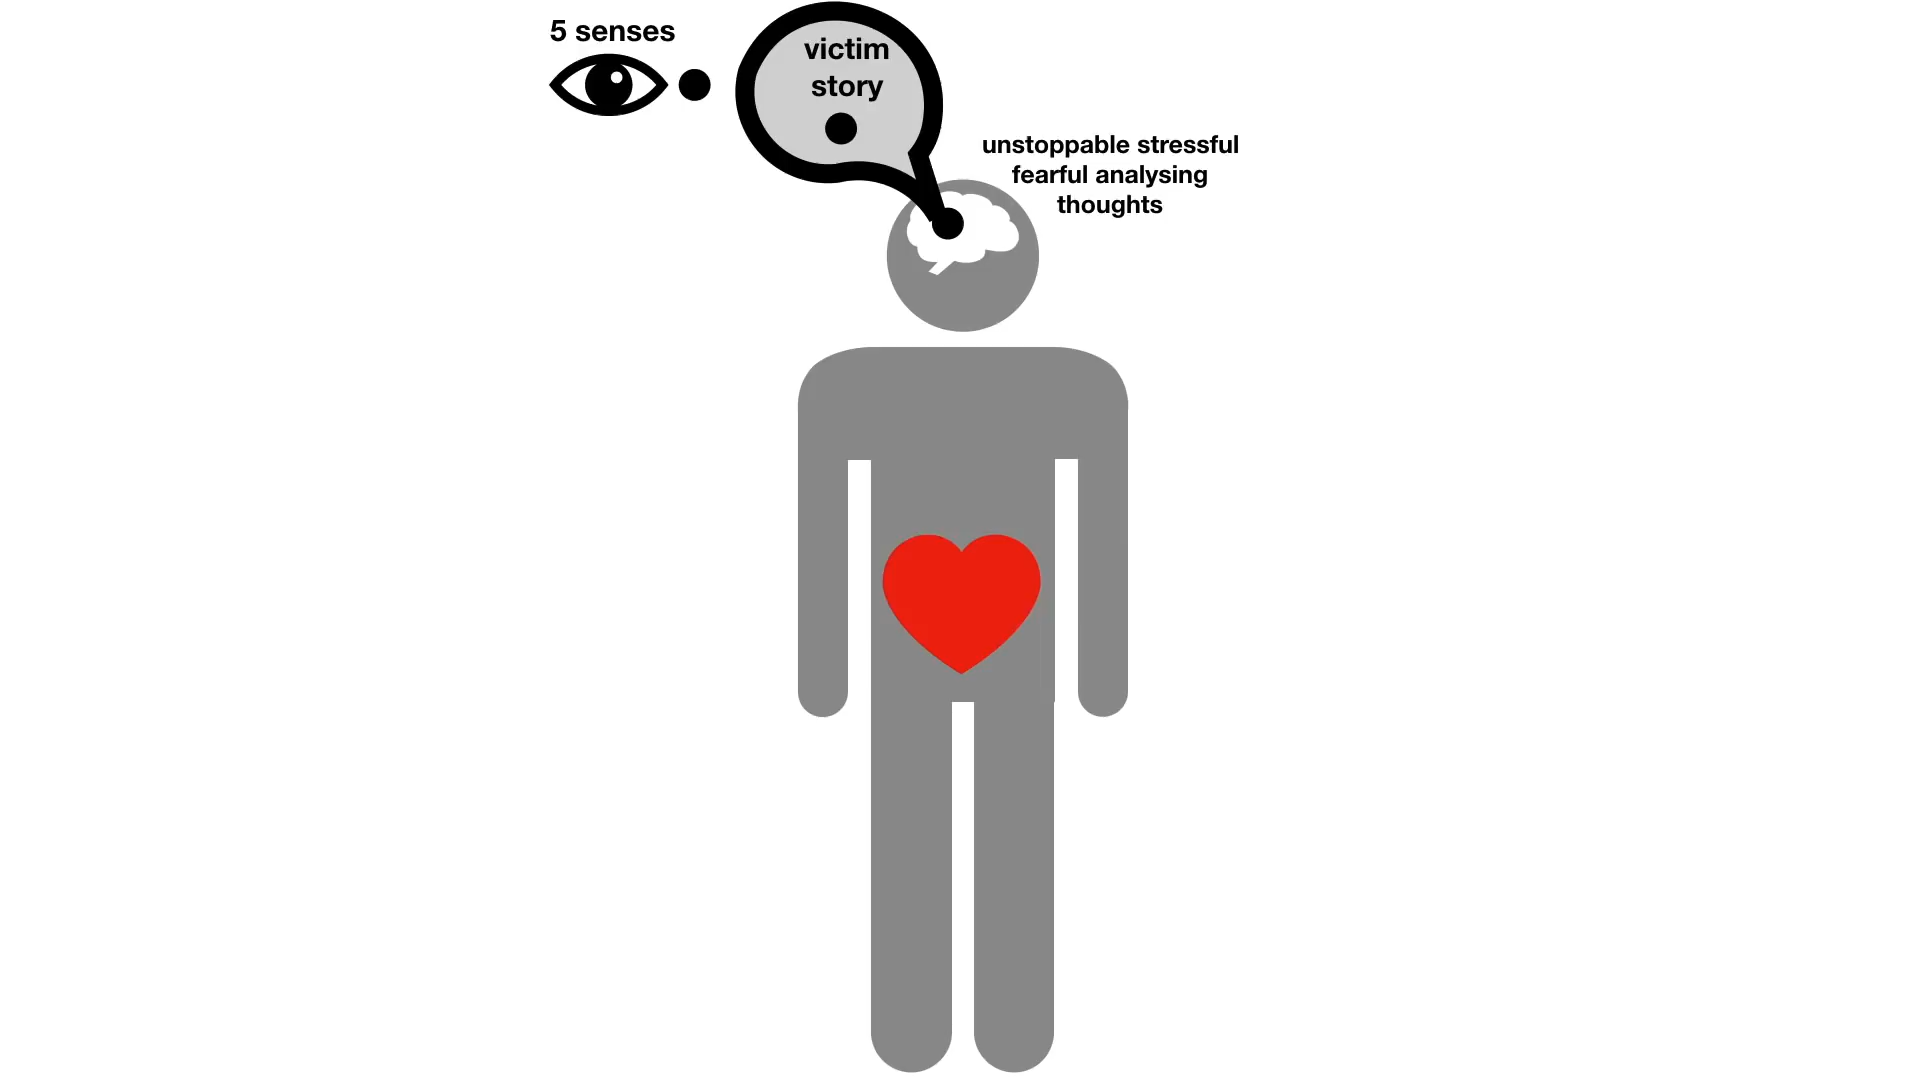 5 senses
victim
story
unstoppable stressful
fearful analysing
thoughts